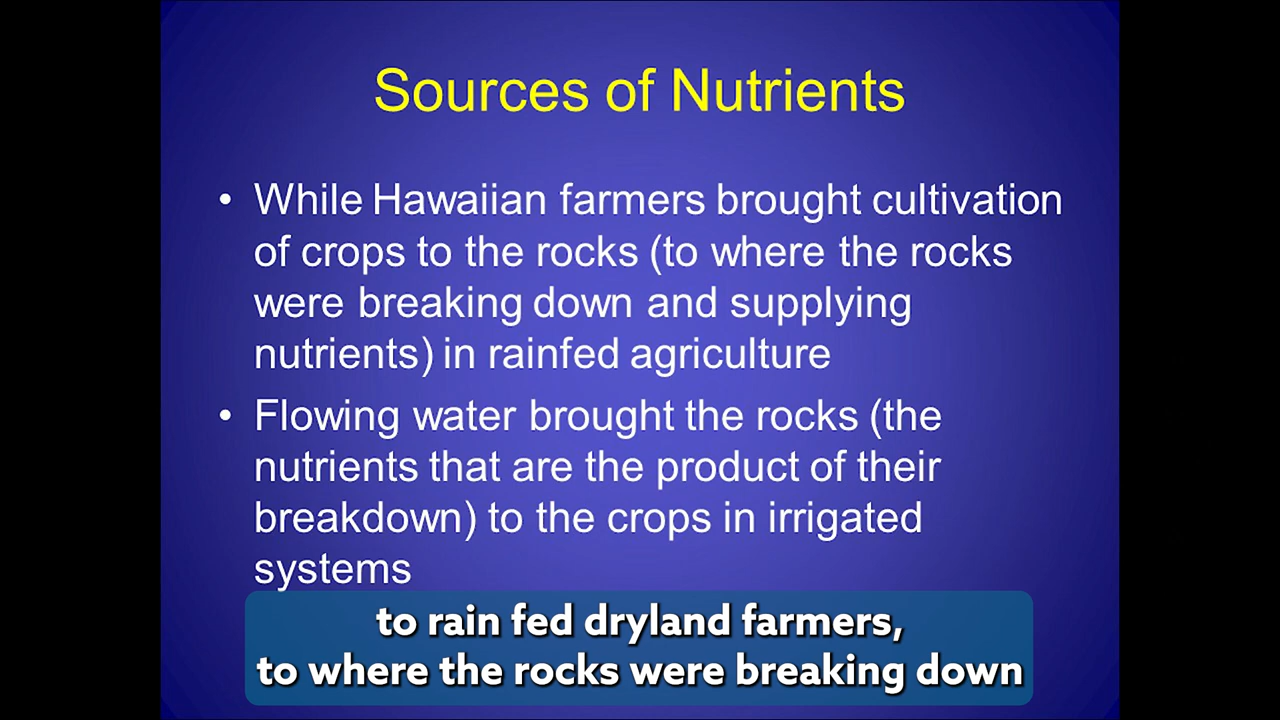 Sources of Nutrients
• While Hawaiian farmers brought cultivation
of crops to the rocks (to where the rocks
were breaking down and supplying
nutrients) in rainfed agriculture
• Flowing water brought the rocks (the
nutrients that are the product of their
breakdown) to the crops in irrigated
systems
to rain fed dryland farmers,
to where the rocks were breaking down